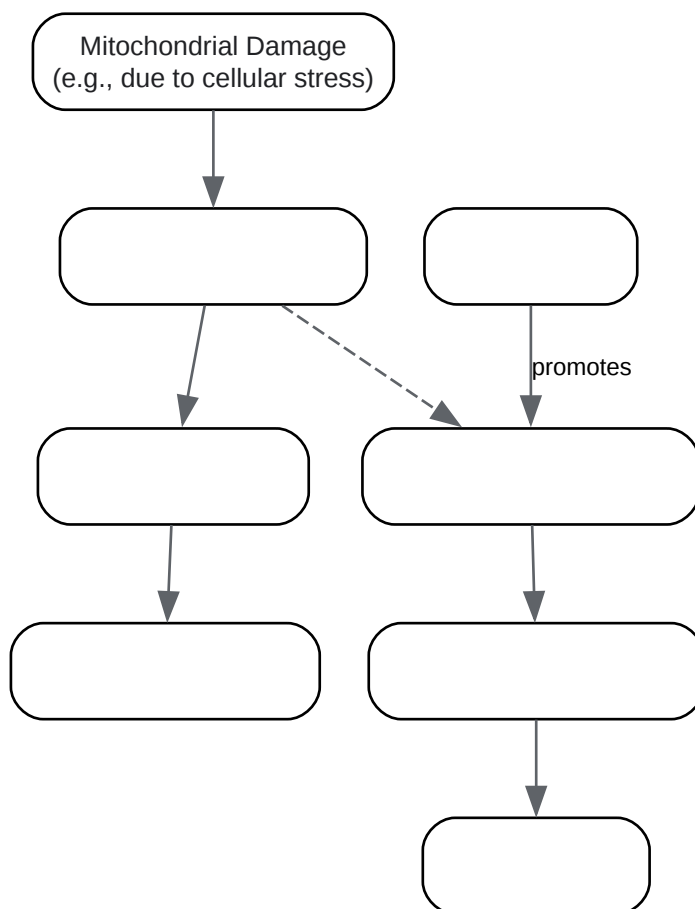 Mitochondrial Damage
(e.g., due to cellular stress)
promotes